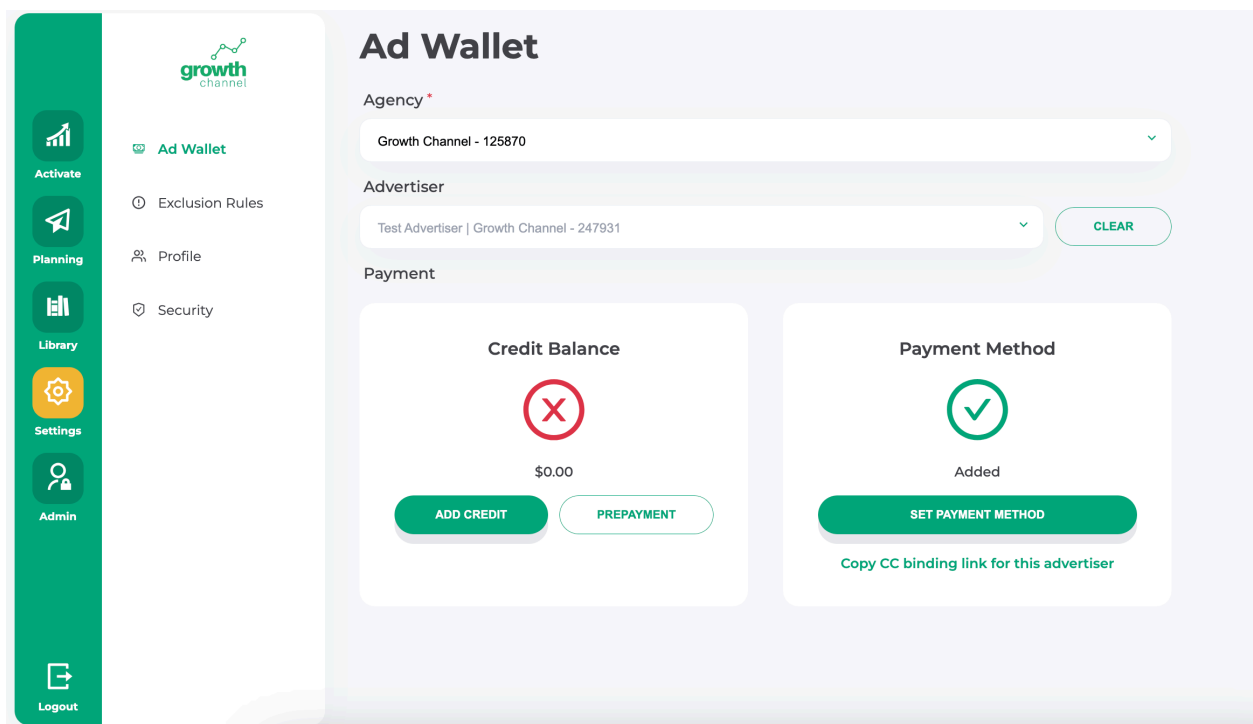 Activate
Planning
Library
Settings
Admin
Logout
growth
channel
Ad Wallet
Exclusion Rules
Profile
Security
Ad Wallet
Agency *
Growth Channel - 125870
Advertiser
Test Advertiser | Growth Channel - 247931
CLEAR
Payment
Credit Balance
$0.00
ADD CREDIT
PREPAYMENT
Payment Method
Added
SET PAYMENT METHOD
Copy CC binding link for this advertiser